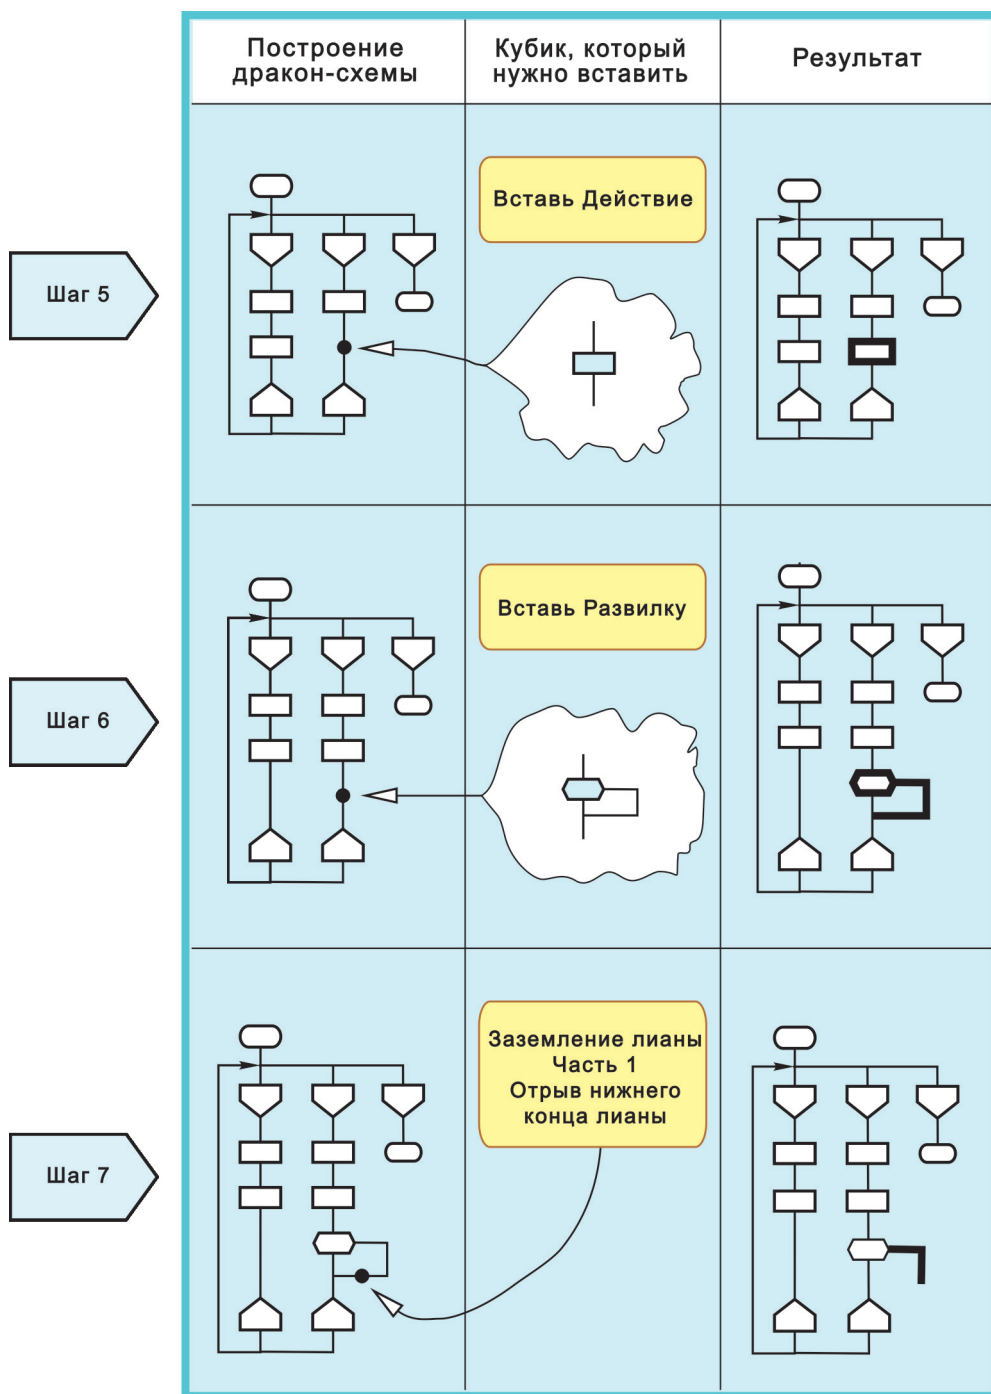 Построение
дракон-схемы
Кубик, который
нужно вставить
Результат
Шаг 5
Вставь Действие
Шаг 6
Вставь Развилку
Шаг 7
Заземление лианы
Часть 1
Отрыв нижнего
конца лианы